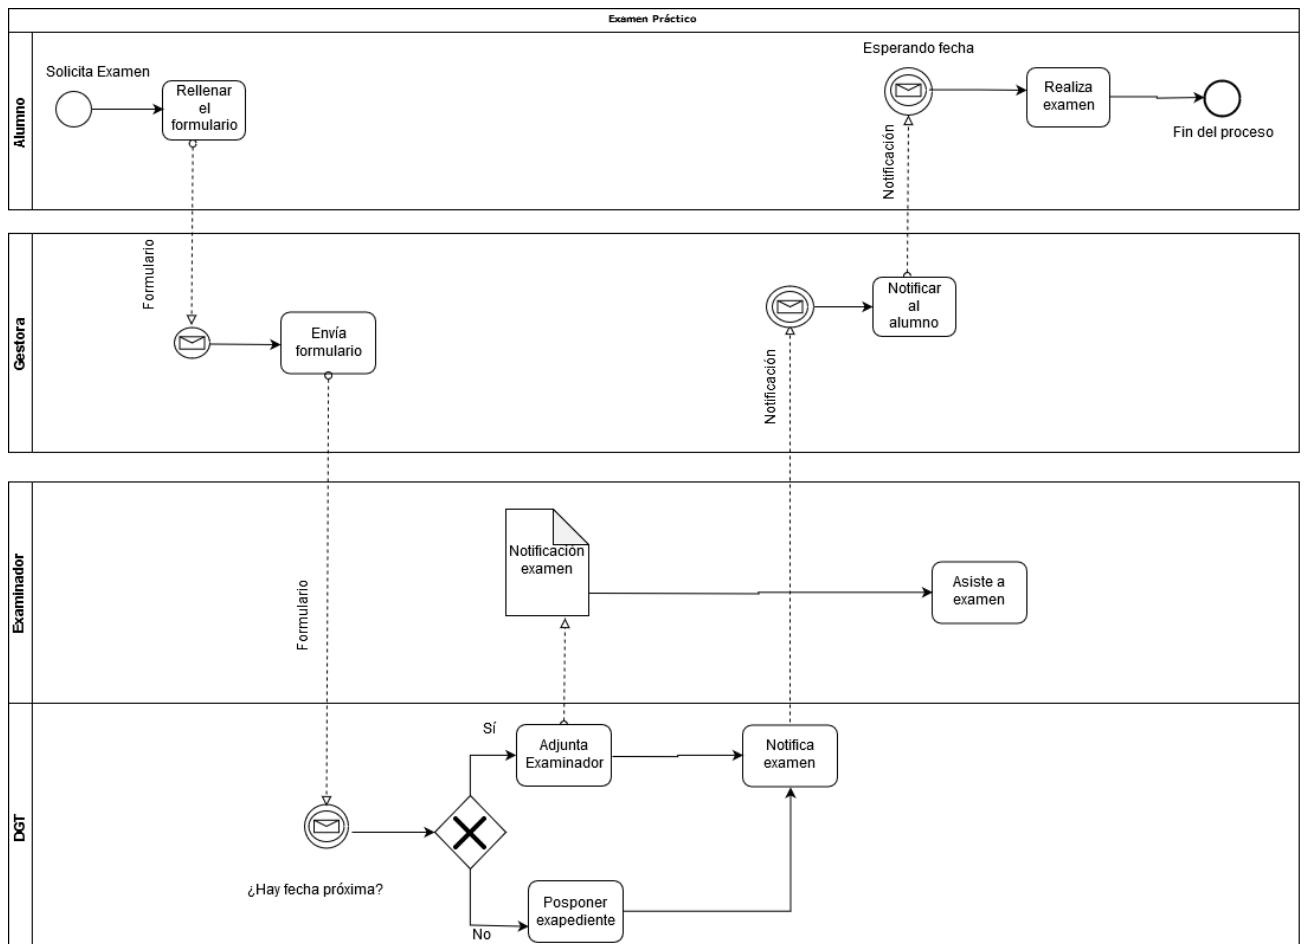 Examen Práctico
Alumno
Solicita Examen
Rellenar
el
formulario
Esperando fecha
Realiza
examen
Fin del proceso
Notificación
Formulario
Gestora
Envía
formulario
Notificar
al
alumno
Notificación
Examinador
Formulario
Notificación
examen
Asiste a
examen
DGT
Sí
Adjunta
Examinador
Notifica
examen
¿Hay fecha próxima?
No
Posponer
exapediente